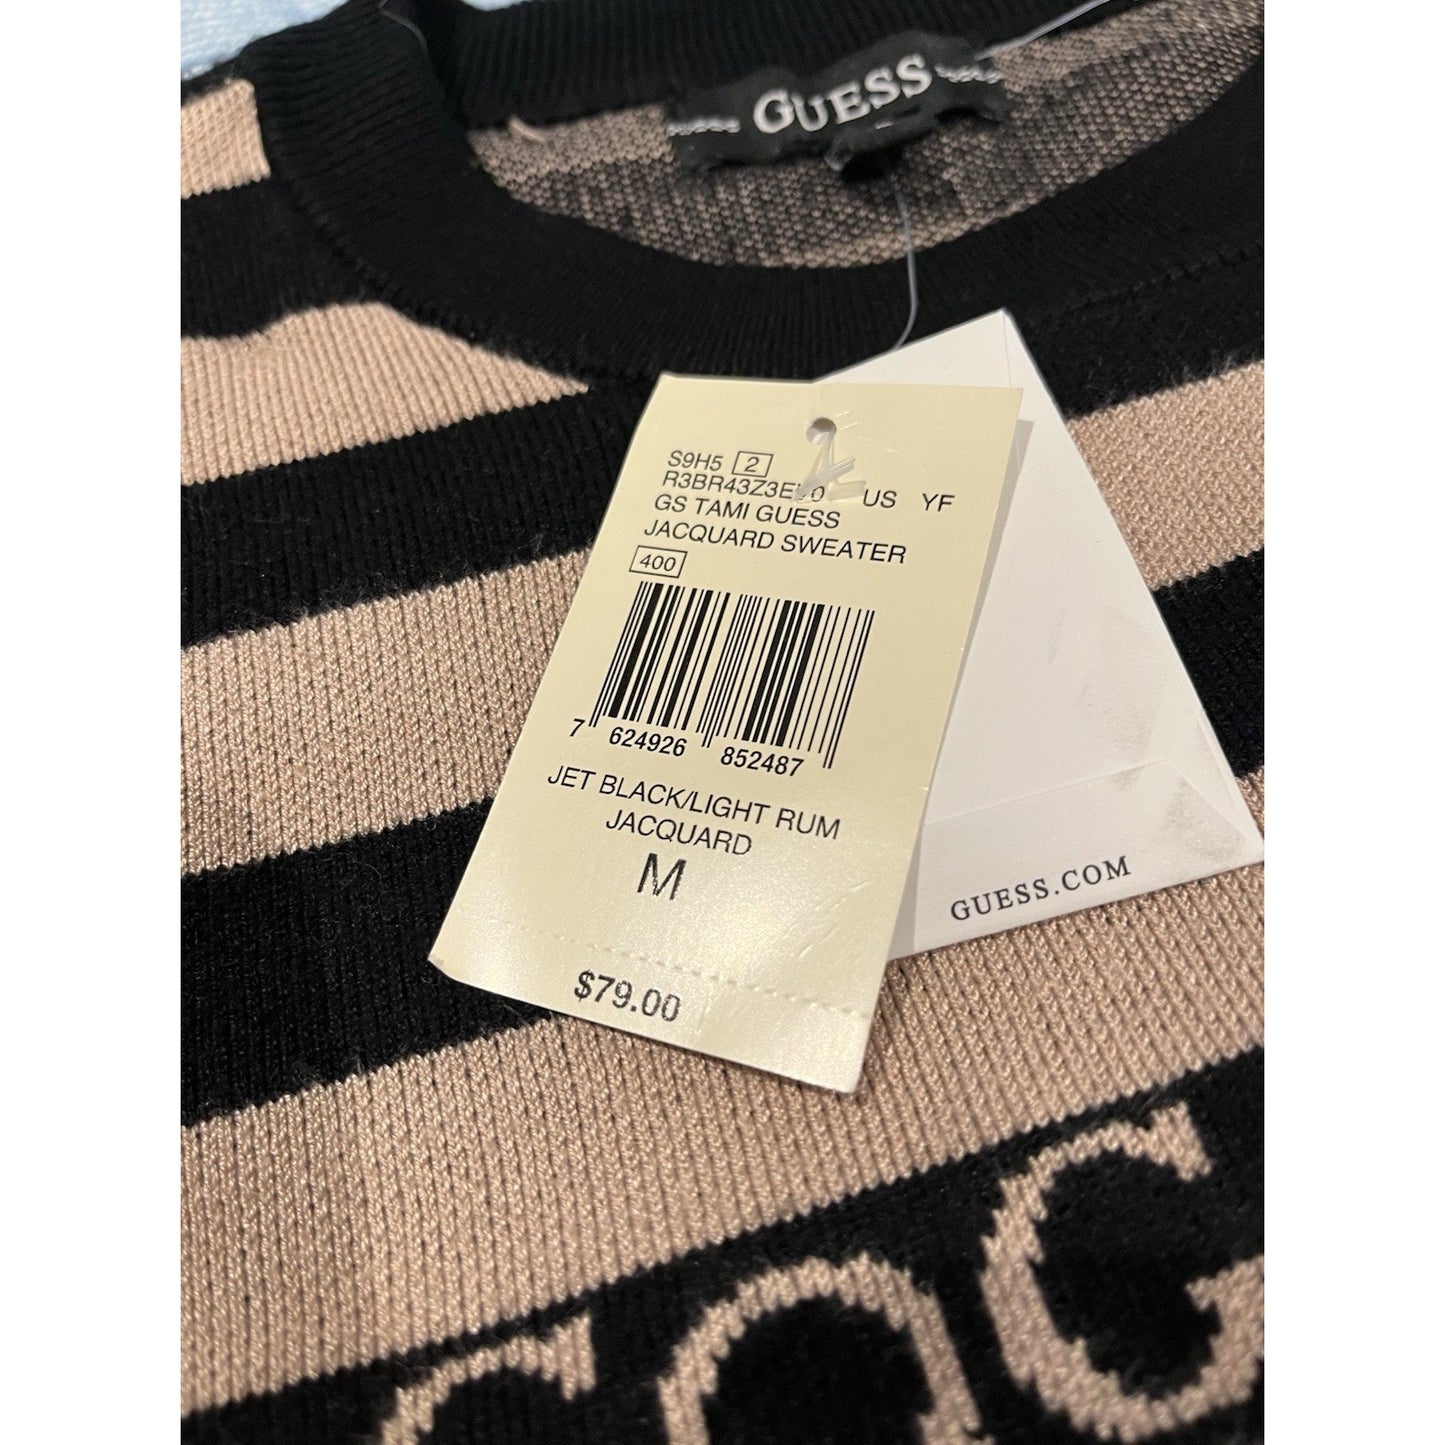 GUESS
S9H5 2
US YF
GS TAMI GUESS
JACQUARD SWEATER
400
7 624926 852487
JET BLACK/LIGHT RUM
JACQUARD
M
$79.00
GUESS.COM